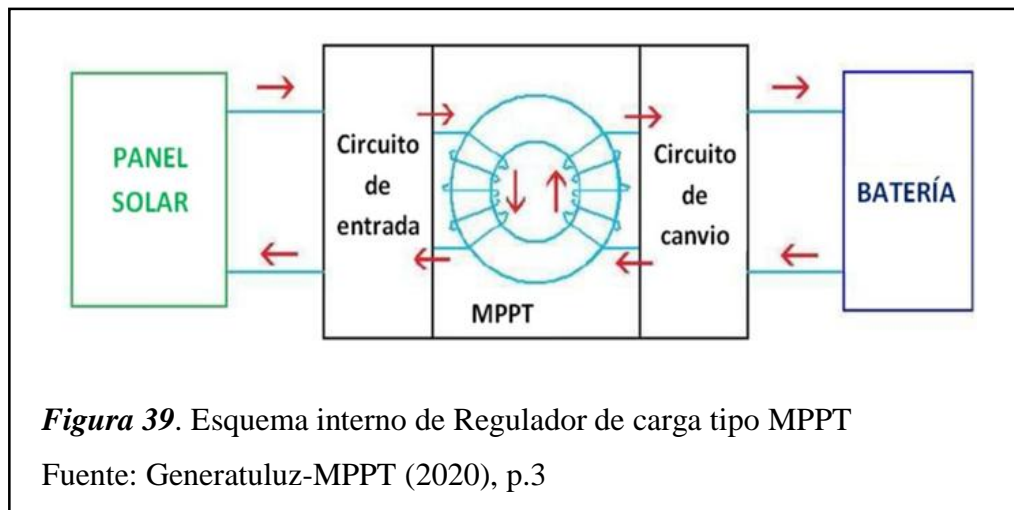 PANEL
SOLAR
Circuito
de
entrada
MPPT
Circuito
de
canvio
BATERÍA
Figura 39. Esquema interno de Regulador de carga tipo MPPT
Fuente: Generatuluz-MPPT (2020), p.3